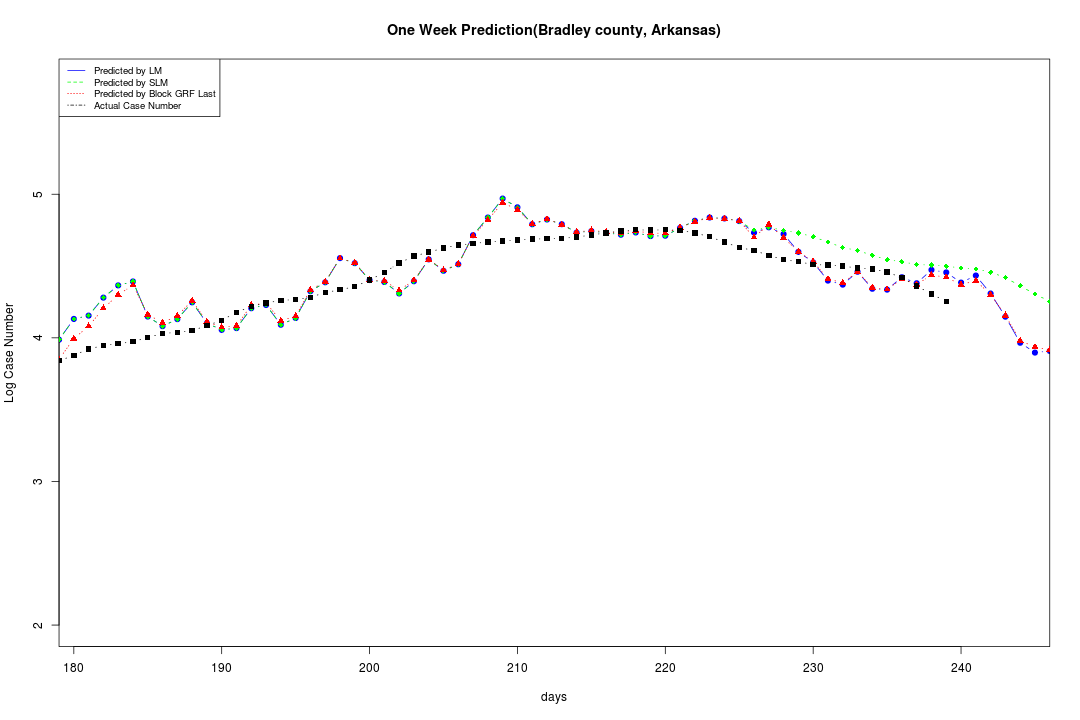 One Week Prediction(Bradley county, Arkansas)
Predicted by LM
Predicted by SLM
Predicted by Block GRF Last
Actual Case Number
5
4
3
2
Log Case Number
180 190 200 210 220 230 240
days